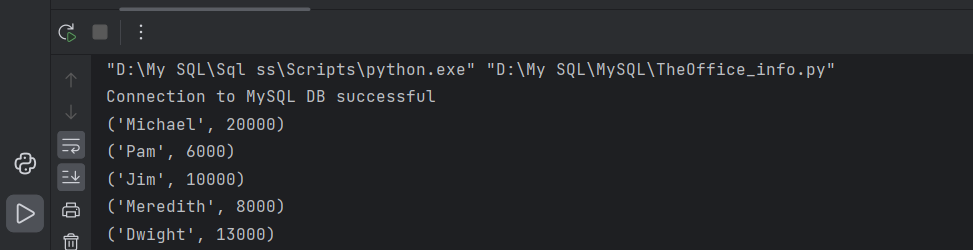 "D:\My SQL\Sql ss\Scripts\python.exe" "D:\My SQL\MySQL\TheOffice_info.py"
Connection to MySQL DB successful
('Michael', 20000)
('Pam', 6000)
('Jim', 10000)
('Meredith', 8000)
('Dwight', 13000)